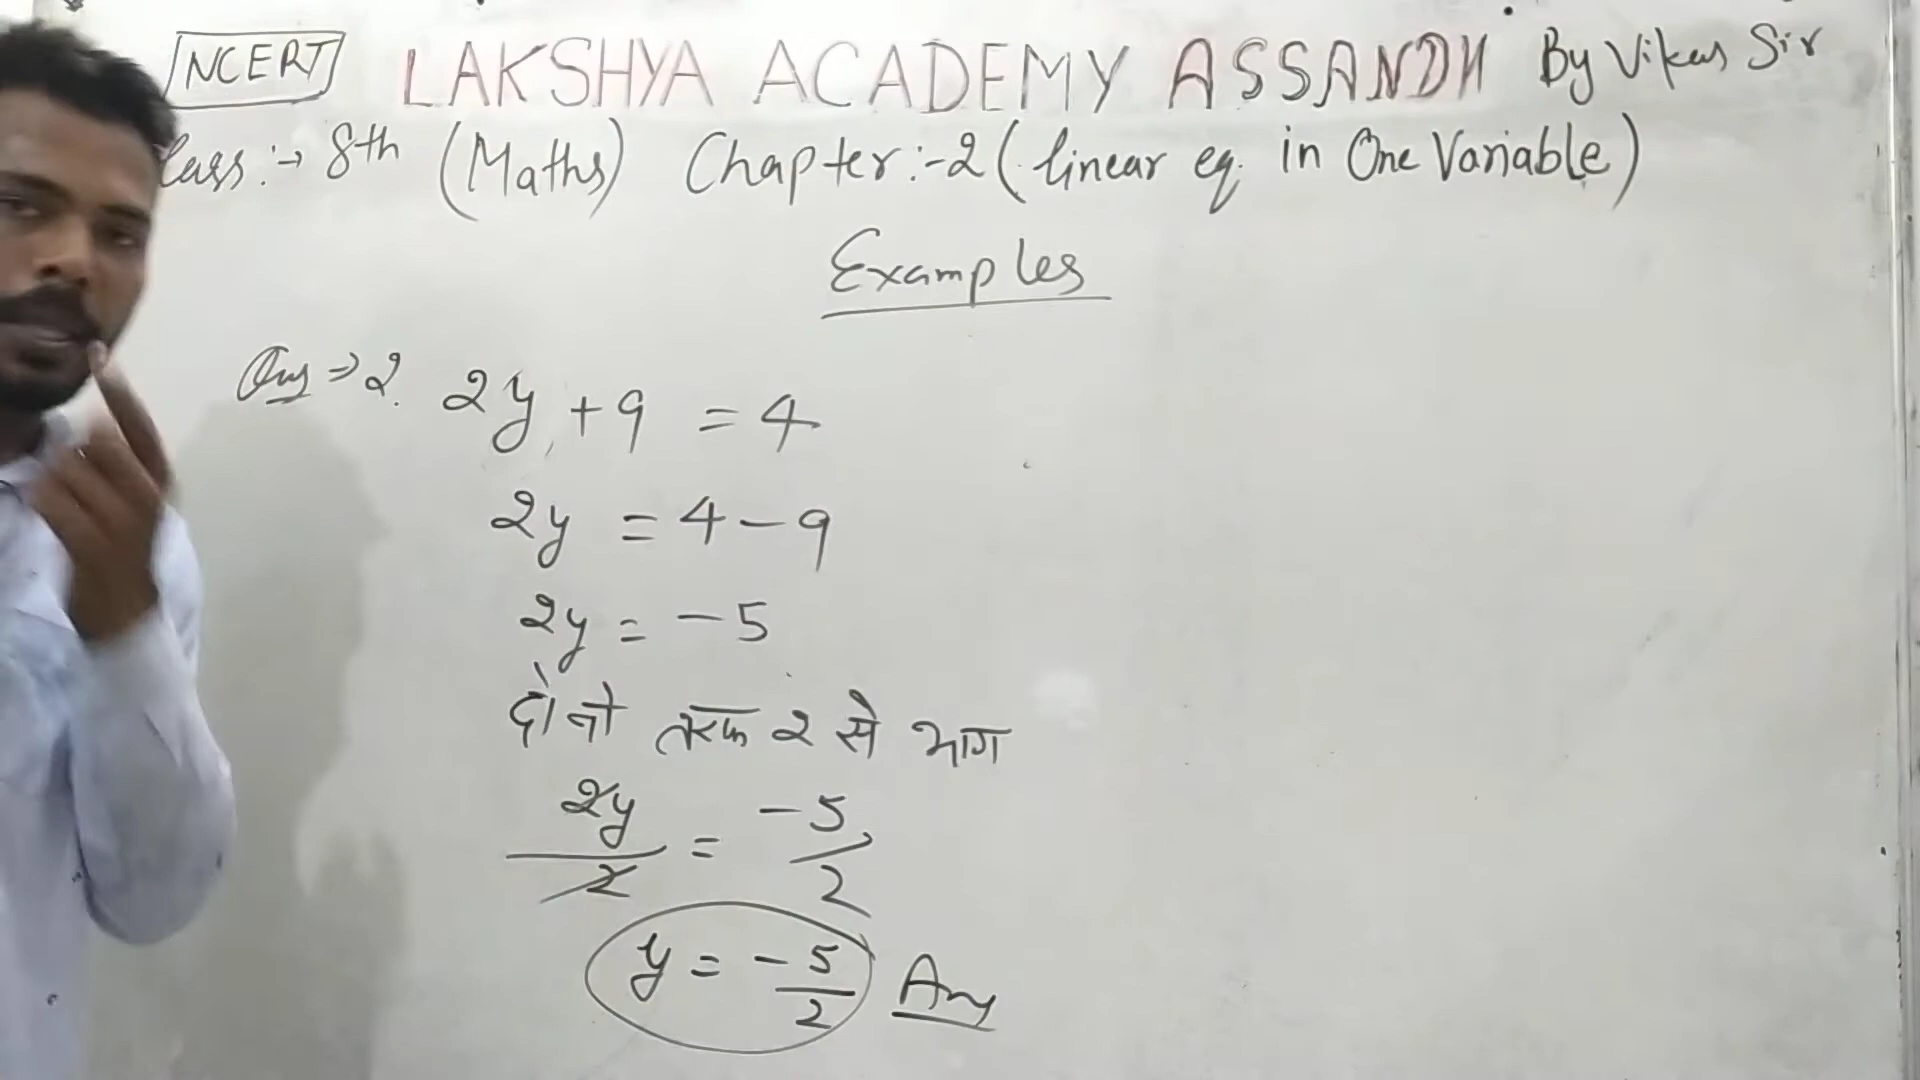 NCERT LAKSHYA ACADEMY ASSANDH By Vikas Sir
lass :→ 8th (Maths) Chapter :- 2 ( linear eq. in One Variable )
Examples
Ans ⇒ 2. 2y + 9 = 4
2y = 4 - 9
2y = - 5
दोनो तरफ 2 से भाग
2y/2 = -5/2
y = -5/2 Ans